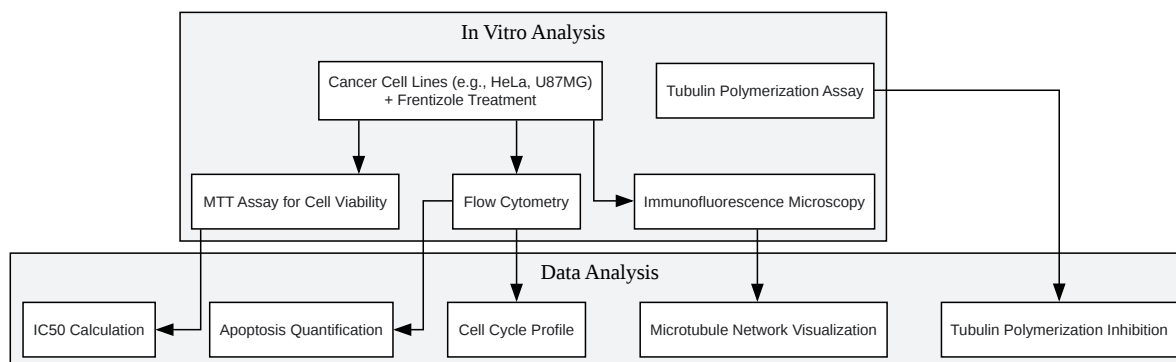 In Vitro Analysis
Cancer Cell Lines (e.g., HeLa, U87MG)
+ Frentizole Treatment
Tubulin Polymerization Assay
MTT Assay for Cell Viability
Flow Cytometry
Immunofluorescence Microscopy
Data Analysis
IC50 Calculation
Apoptosis Quantification
Cell Cycle Profile
Microtubule Network Visualization
Tubulin Polymerization Inhibition